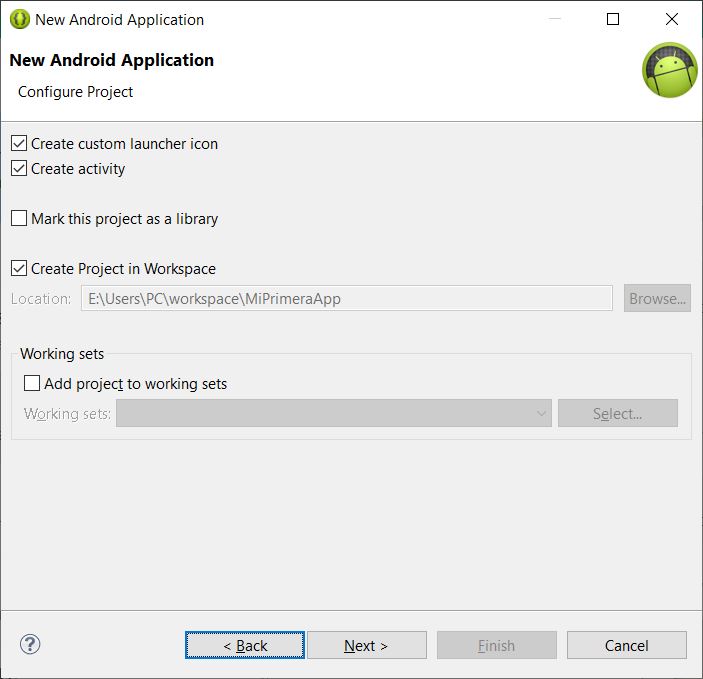 New Android Application
New Android Application
Configure Project
Create custom launcher icon
Create activity
Mark this project as a library
Create Project in Workspace
Location: E:\Users\PC\workspace\MiPrimeraApp Browse...
Working sets
Add project to working sets
Working sets: Select...
? < Back Next > Finish Cancel